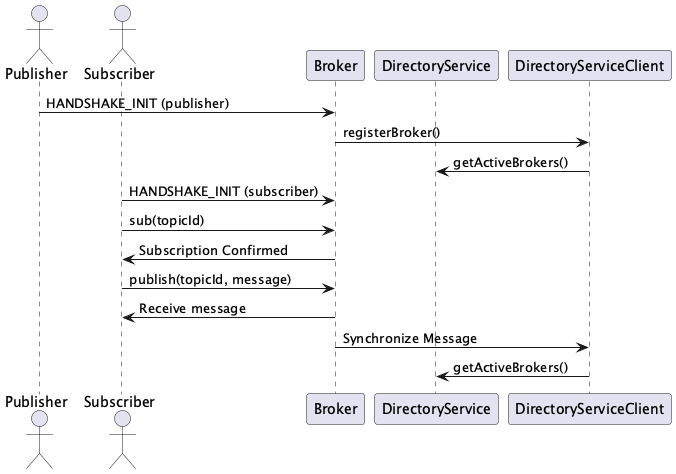 Publisher
Subscriber
Broker
DirectoryService
DirectoryServiceClient
HANDSHAKE_INIT (publisher)
registerBroker()
getActiveBrokers()
HANDSHAKE_INIT (subscriber)
sub(topicId)
Subscription Confirmed
publish(topicId, message)
Receive message
Synchronize Message
getActiveBrokers()
Publisher
Subscriber
Broker
DirectoryService
DirectoryServiceClient